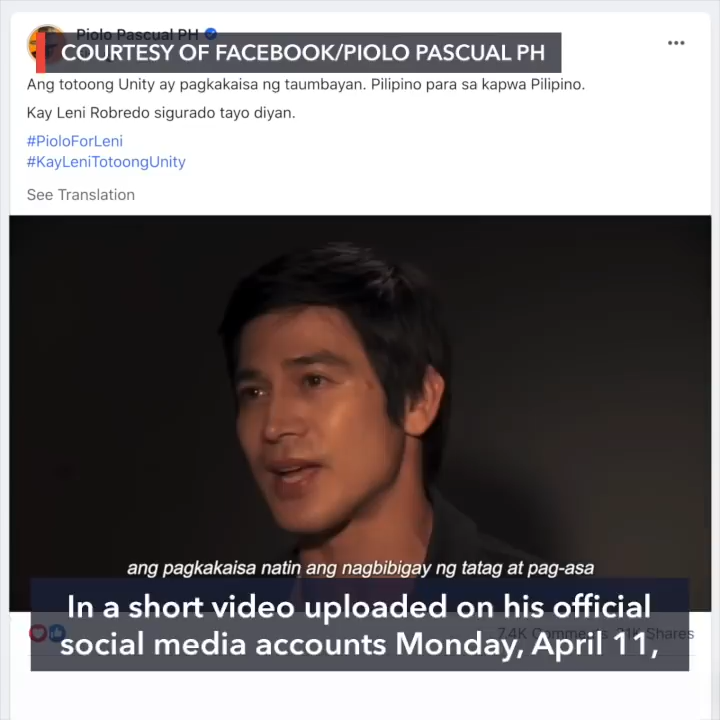 Piolo Pascual PH
COURTESY OF FACEBOOK/PIOLO PASCUAL PH
Ang totoong Unity ay pagkakaisa ng taumbayan. Pilipino para sa kapwa Pilipino.
Kay Leni Robredo sigurado tayo diyan.
#PioloForLeni
#KayLeniTotoongUnity
See Translation
ang pagkakaisa natin ang nagbibigay ng tatag at pag-asa
In a short video uploaded on his official
social media accounts Monday, April 11,
7.4K Comments Shares